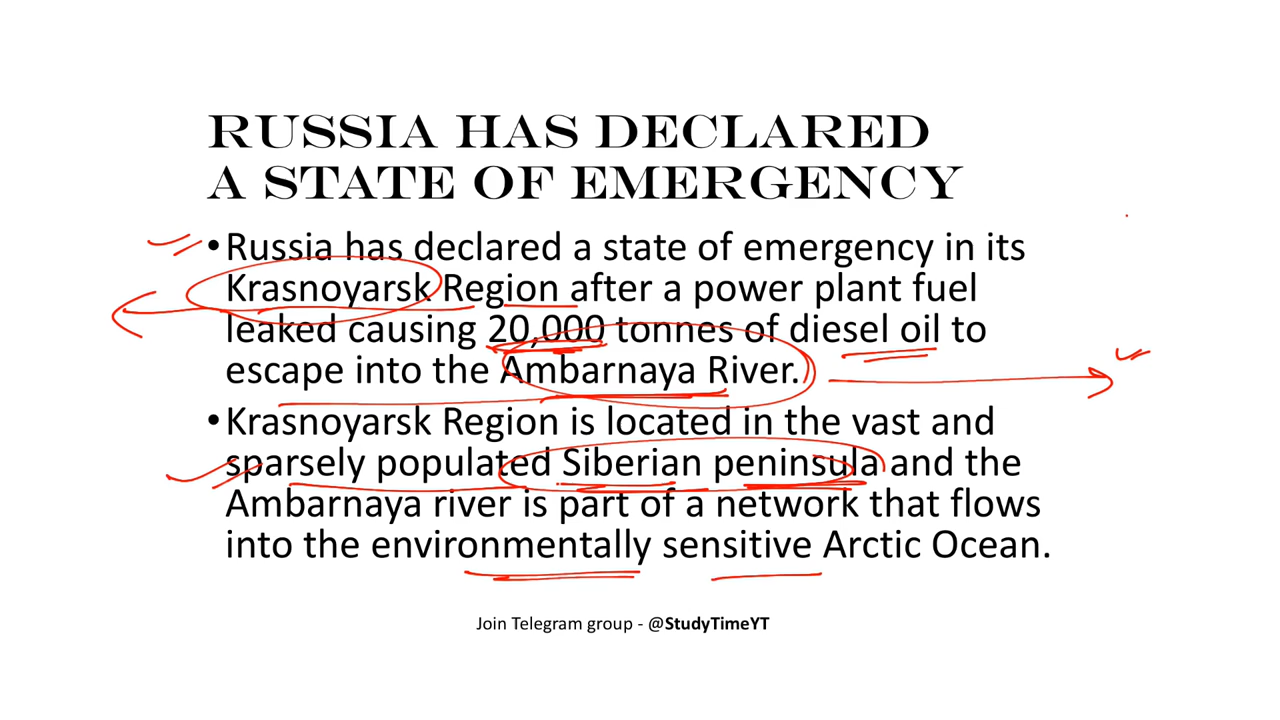 RUSSIA HAS DECLARED
A STATE OF EMERGENCY
•Russia has declared a state of emergency in its
Krasnoyarsk Region after a power plant fuel
leaked causing 20,000 tonnes of diesel oil to
escape into the Ambarnaya River.
•Krasnoyarsk Region is located in the vast and
sparsely populated Siberian peninsula and the
Ambarnaya river is part of a network that flows
into the environmentally sensitive Arctic Ocean.
Join Telegram group - @StudyTimeYT